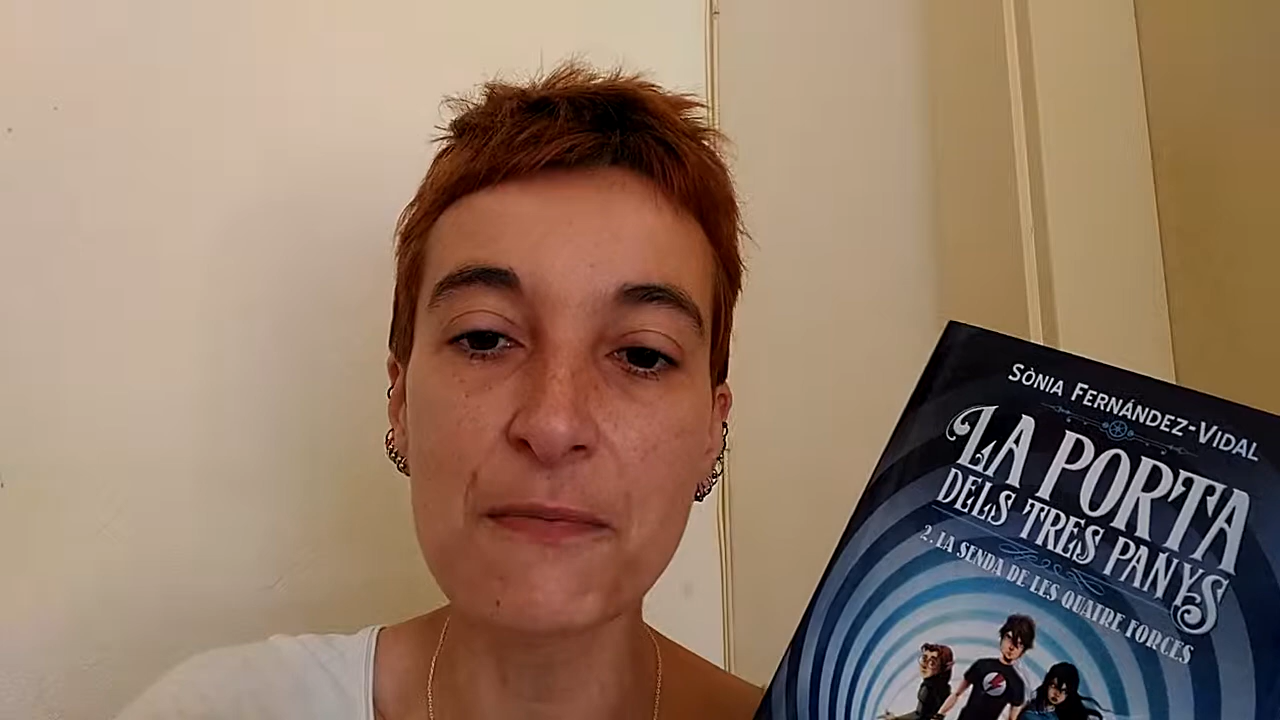 SÒNIA FERNÁNDEZ-VIDAL
LA PORTA
DELS TRES PANYS
2. LA SENDA DE LES QUATRE FORCES